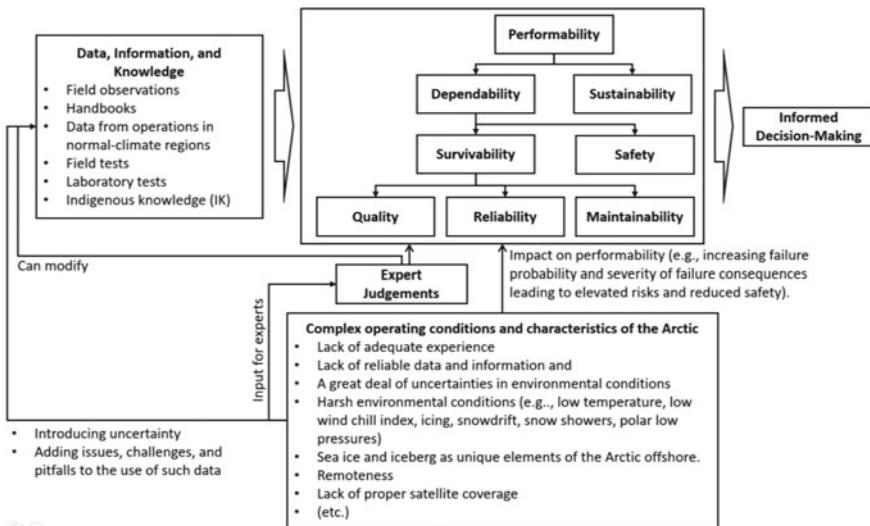 Data, Information, and
Knowledge
• Field observations
• Handbooks
• Data from operations in
normal-climate regions
• Field tests
• Laboratory tests
• Indigenous knowledge (IK)
Performability
Dependability
Sustainability
Survivability
Safety
Quality
Reliability
Maintainability
Informed
Decision-Making
Can modify
Expert
Judgements
Impact on performability (e.g., increasing failure
probability and severity of failure consequences
leading to elevated risks and reduced safety).
Input for experts
Complex operating conditions and characteristics of the Arctic
• Lack of adequate experience
• Lack of reliable data and information and
• A great deal of uncertainties in environmental conditions
• Harsh environmental conditions (e.g.., low temperature, low
wind chill index, icing, snowdrift, snow showers, polar low
pressures)
• Sea ice and iceberg as unique elements of the Arctic offshore.
• Remoteness
• Lack of proper satellite coverage
• (etc.)
• Introducing uncertainty
• Adding issues, challenges, and
pitfalls to the use of such data